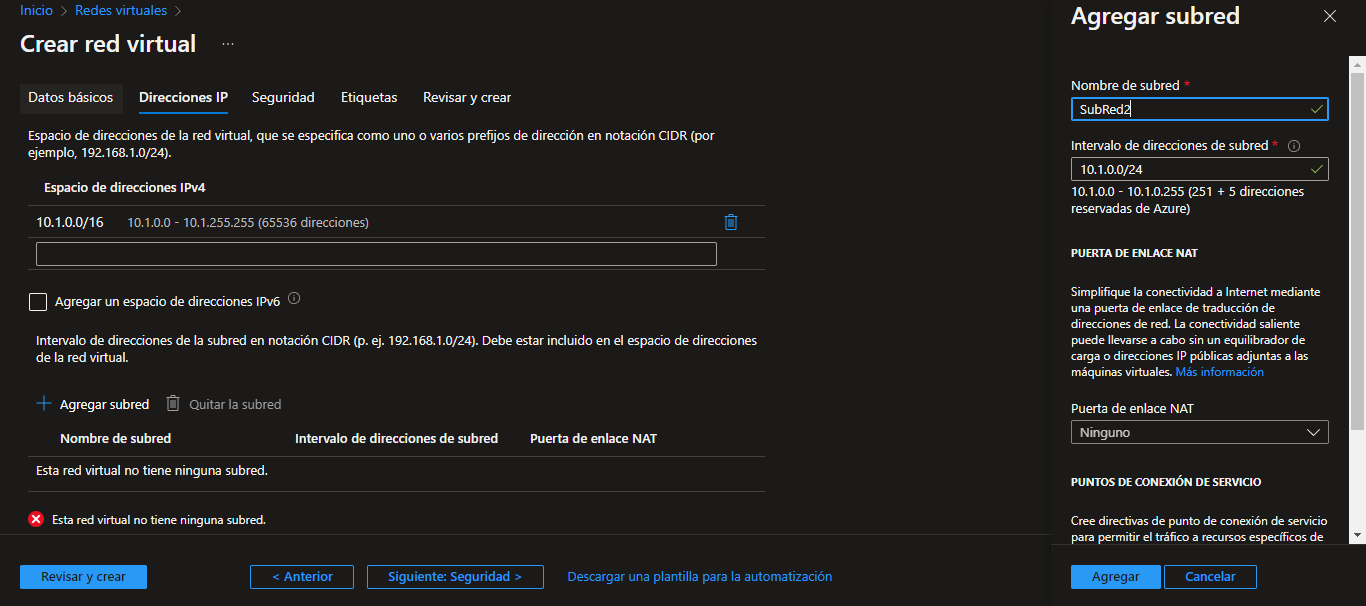 Inicio > Redes virtuales >
Crear red virtual ...
Datos básicos Direcciones IP Seguridad Etiquetas Revisar y crear
Espacio de direcciones de la red virtual, que se especifica como uno o varios prefijos de dirección en notación CIDR (por
ejemplo, 192.168.1.0/24).
Espacio de direcciones IPv4
10.1.0.0/16 10.1.0.0 - 10.1.255.255 (65536 direcciones)
Agregar un espacio de direcciones IPv6
Intervalo de direcciones de la subred en notación CIDR (p. ej. 192.168.1.0/24). Debe estar incluido en el espacio de direcciones
de la red virtual.
+ Agregar subred Quitar la subred
Nombre de subred Intervalo de direcciones de subred Puerta de enlace NAT
Esta red virtual no tiene ninguna subred.
Esta red virtual no tiene ninguna subred.
Revisar y crear < Anterior Siguiente: Seguridad > Descargar una plantilla para la automatización
Agregar subred
Nombre de subred *
SubRed2
Intervalo de direcciones de subred *
10.1.0.0/24
10.1.0.0 - 10.1.0.255 (251 + 5 direcciones
reservadas de Azure)
PUERTA DE ENLACE NAT
Simplifique la conectividad a Internet mediante
una puerta de enlace de traducción de
direcciones de red. La conectividad saliente
puede llevarse a cabo sin un equilibrador de
carga o direcciones IP públicas adjuntas a las
máquinas virtuales. Más información
Puerta de enlace NAT
Ninguno
PUNTOS DE CONEXIÓN DE SERVICIO
Cree directivas de punto de conexión de servicio
para permitir el tráfico a recursos específicos de
Agregar Cancelar